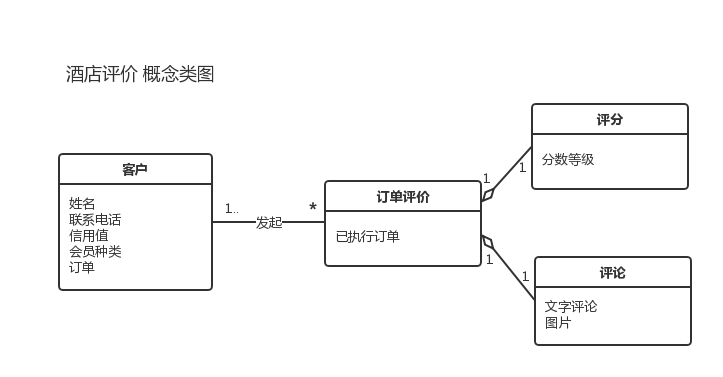 酒店评价 概念类图
客户
姓名
联系电话
信用值
会员种类
订单
1..
发起
*
订单评价
已执行订单
1
1
评分
分数等级
1
1
评论
文字评论
图片